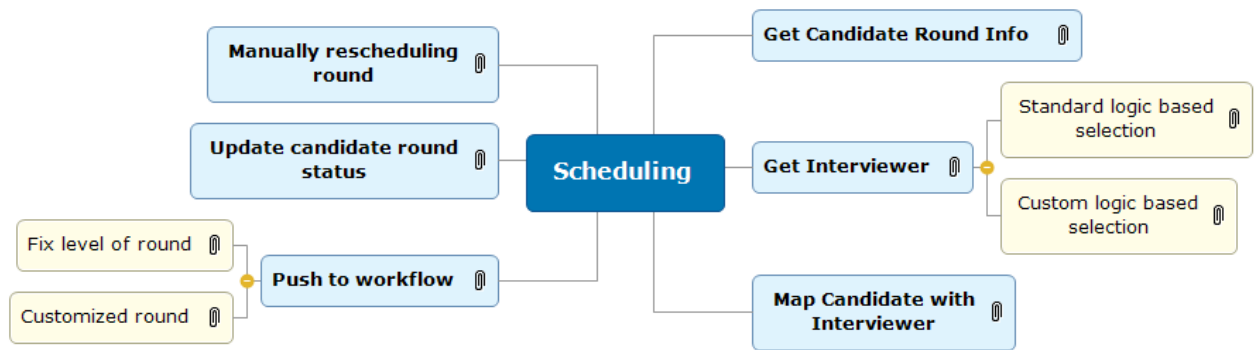 Manually rescheduling
round
Update candidate round
status
Push to workflow
Fix level of round
Customized round
Scheduling
Get Candidate Round Info
Get Interviewer
Standard logic based
selection
Custom logic based
selection
Map Candidate with
Interviewer